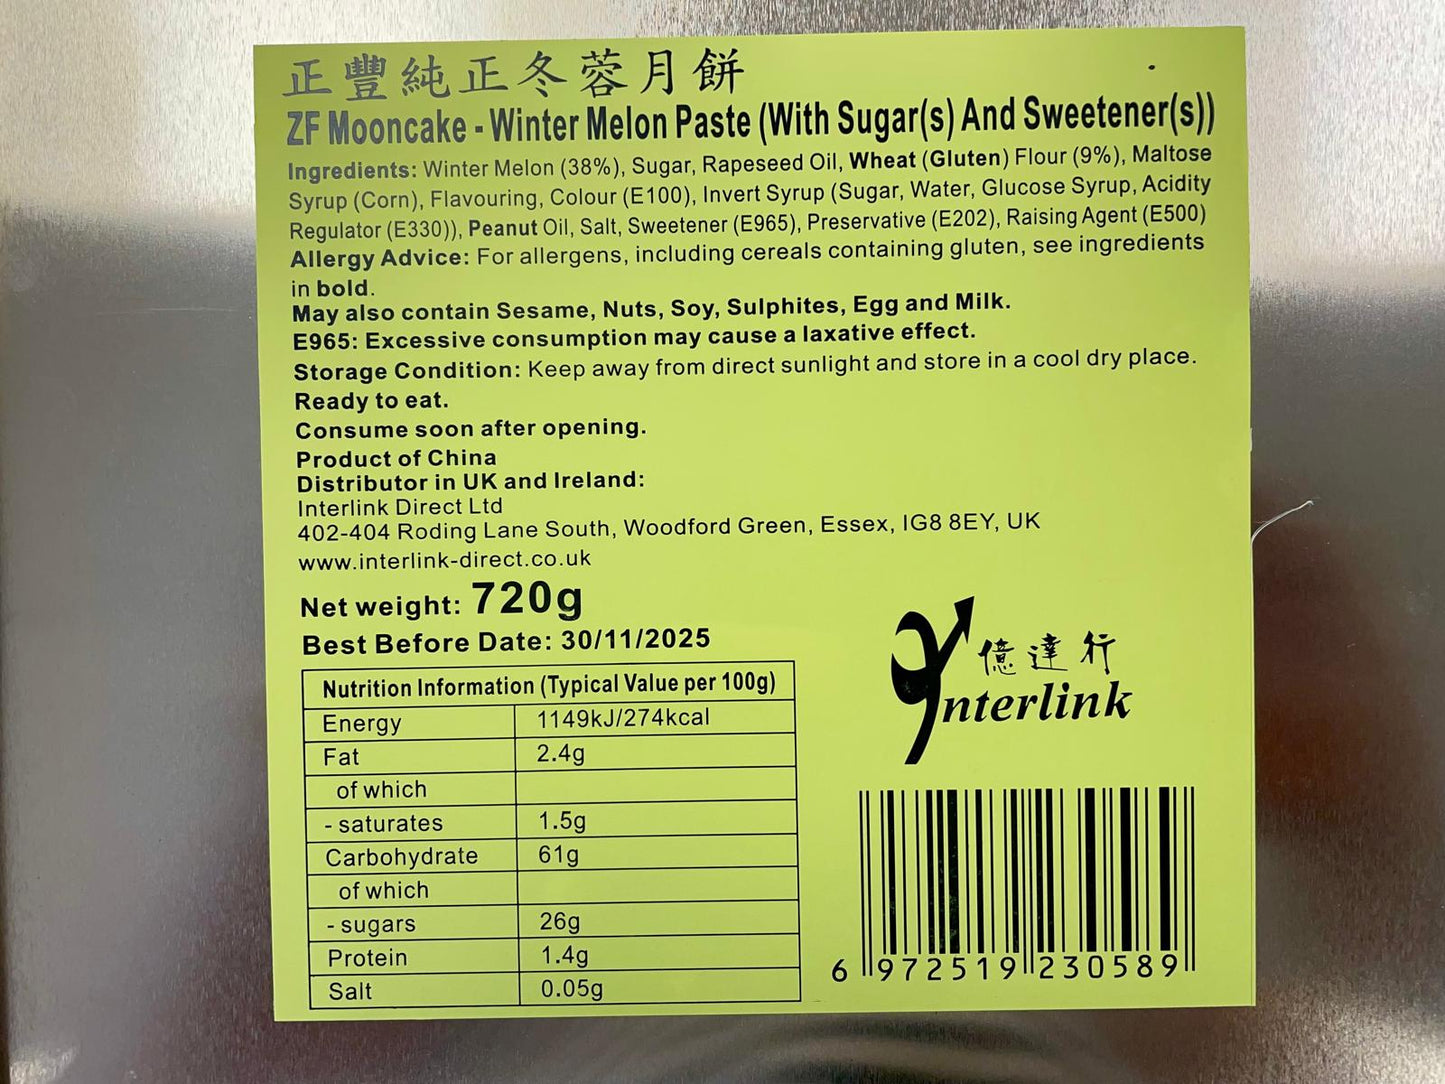 正豐純正冬蓉月餅
ZF Mooncake - Winter Melon Paste (With Sugar(s) And Sweetener(s))
Ingredients: Winter Melon (38%), Sugar, Rapeseed Oil, Wheat (Gluten) Flour (9%), Maltose
Syrup (Corn), Flavouring, Colour (E100), Invert Syrup (Sugar, Water, Glucose Syrup, Acidity
Regulator (E330)), Peanut Oil, Salt, Sweetener (E965), Preservative (E202), Raising Agent (E500)
Allergy Advice: For allergens, including cereals containing gluten, see ingredients
in bold.
May also contain Sesame, Nuts, Soy, Sulphites, Egg and Milk.
E965: Excessive consumption may cause a laxative effect.
Storage Condition: Keep away from direct sunlight and store in a cool dry place.
Ready to eat.
Consume soon after opening.
Product of China
Distributor in UK and Ireland:
Interlink Direct Ltd
402-404 Roding Lane South, Woodford Green, Essex, IG8 8EY, UK
www.interlink-direct.co.uk
Net weight: 720g
Best Before Date: 30/11/2025
Nutrition Information (Typical Value per 100g)
Energy 1149kJ/274kcal
Fat 2.4g
of which
- saturates 1.5g
Carbohydrate 61g
of which
- sugars 26g
Protein 1.4g
Salt 0.05g
億達行
Interlink
6 972519 230589